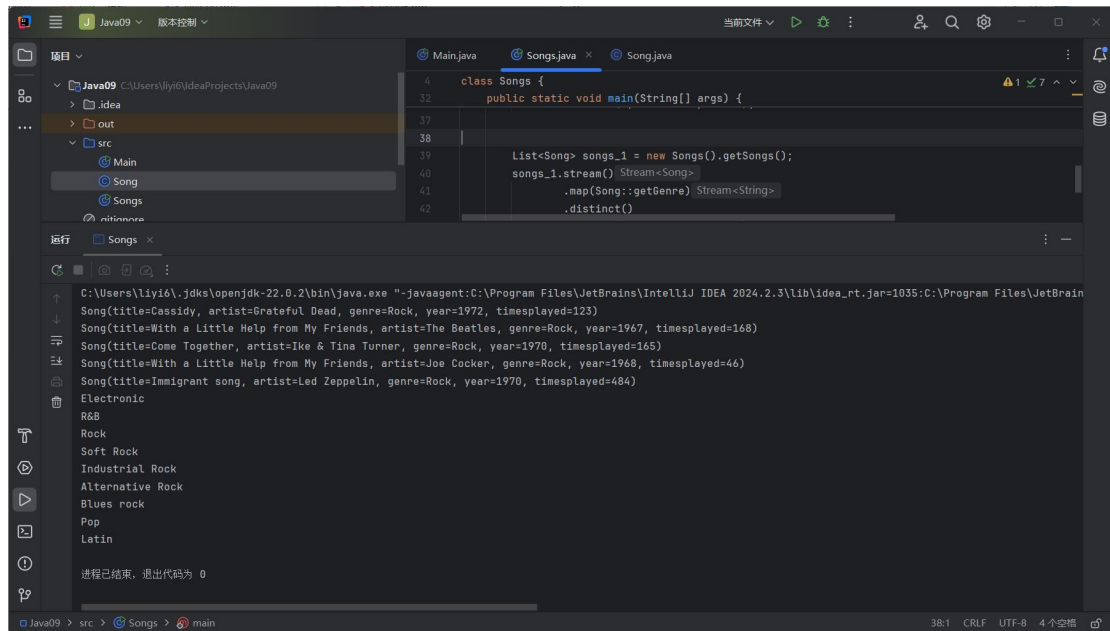 J Java09 版本控制 当前文件
项目
Main.java Songs.java × Song.java
Java09 C:\Users\liyi6\IdeaProjects\Java09
.idea
out
src
Main
Song
Songs
.gitignore
4 class Songs { 1 7
32 public static void main(String[] args) {
37
38
39 List<Song> songs_1 = new Songs().getSongs();
40 songs_1.stream() Stream<Song>
41 .map(Song::getGenre) Stream<String>
42 .distinct()
运行 Songs ×
C:\Users\liyi6\.jdks\openjdk-22.0.2\bin\java.exe "-javaagent:C:\Program Files\JetBrains\IntelliJ IDEA 2024.2.3\lib\idea_rt.jar=1035:C:\Program Files\JetBrain
Song(title=Cassidy, artist=Grateful Dead, genre=Rock, year=1972, timesplayed=123)
Song(title=With a Little Help from My Friends, artist=The Beatles, genre=Rock, year=1967, timesplayed=168)
Song(title=Come Together, artist=Ike & Tina Turner, genre=Rock, year=1970, timesplayed=165)
Song(title=With a Little Help from My Friends, artist=Joe Cocker, genre=Rock, year=1968, timesplayed=46)
Song(title=Immigrant song, artist=Led Zeppelin, genre=Rock, year=1970, timesplayed=484)
Electronic
R&B
Rock
Soft Rock
Industrial Rock
Alternative Rock
Blues rock
Pop
Latin
进程已结束，退出代码为 0
Java09 > src > Songs > main 38:1 CRLF UTF-8 4 个空格